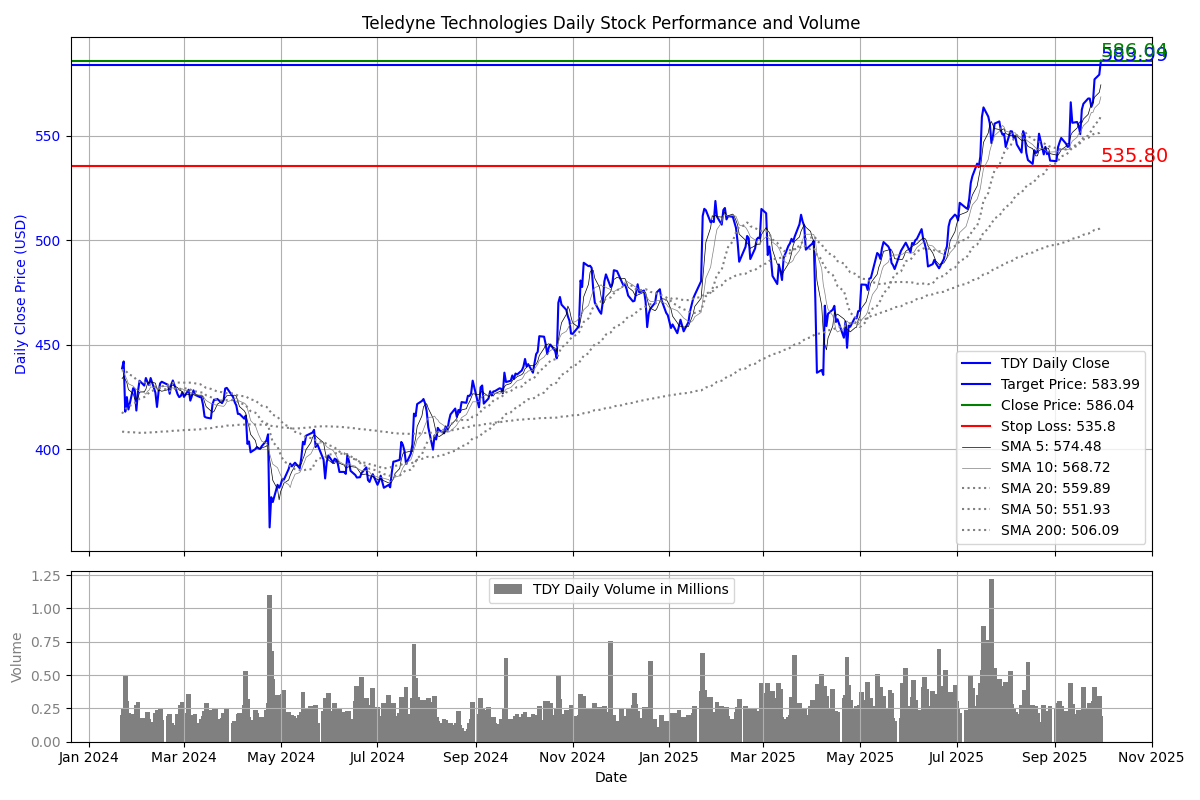 Teledyne Technologies Daily Stock Performance and Volume
586.04
583.99
550
535.80
500
450
400
Daily Close Price (USD)
TDY Daily Close
Target Price: 583.99
Close Price: 586.04
Stop Loss: 535.8
SMA 5: 574.48
SMA 10: 568.72
SMA 20: 559.89
SMA 50: 551.93
SMA 200: 506.09
1.25
1.00
0.75
0.50
0.25
0.00
Volume
TDY Daily Volume in Millions
Jan 2024 Mar 2024 May 2024 Jul 2024 Sep 2024 Nov 2024 Jan 2025 Mar 2025 May 2025 Jul 2025 Sep 2025 Nov 2025
Date